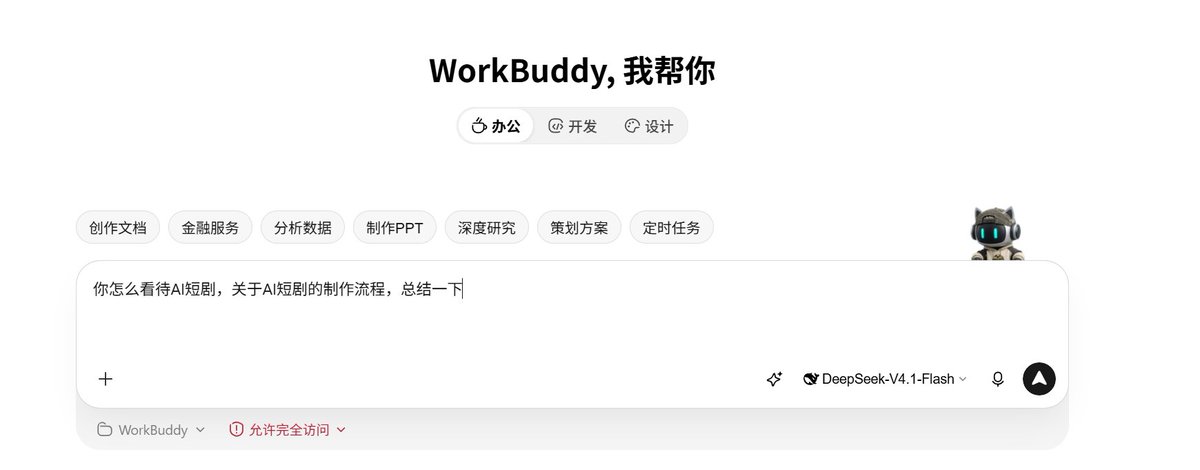 WorkBuddy, 我帮你
办公 开发 设计
创作文档 金融服务 分析数据 制作PPT 深度研究 策划方案 定时任务
你怎么看待AI短剧，关于AI短剧的制作流程，总结一下
DeepSeek-V4.1-Flash
WorkBuddy 允许完全访问